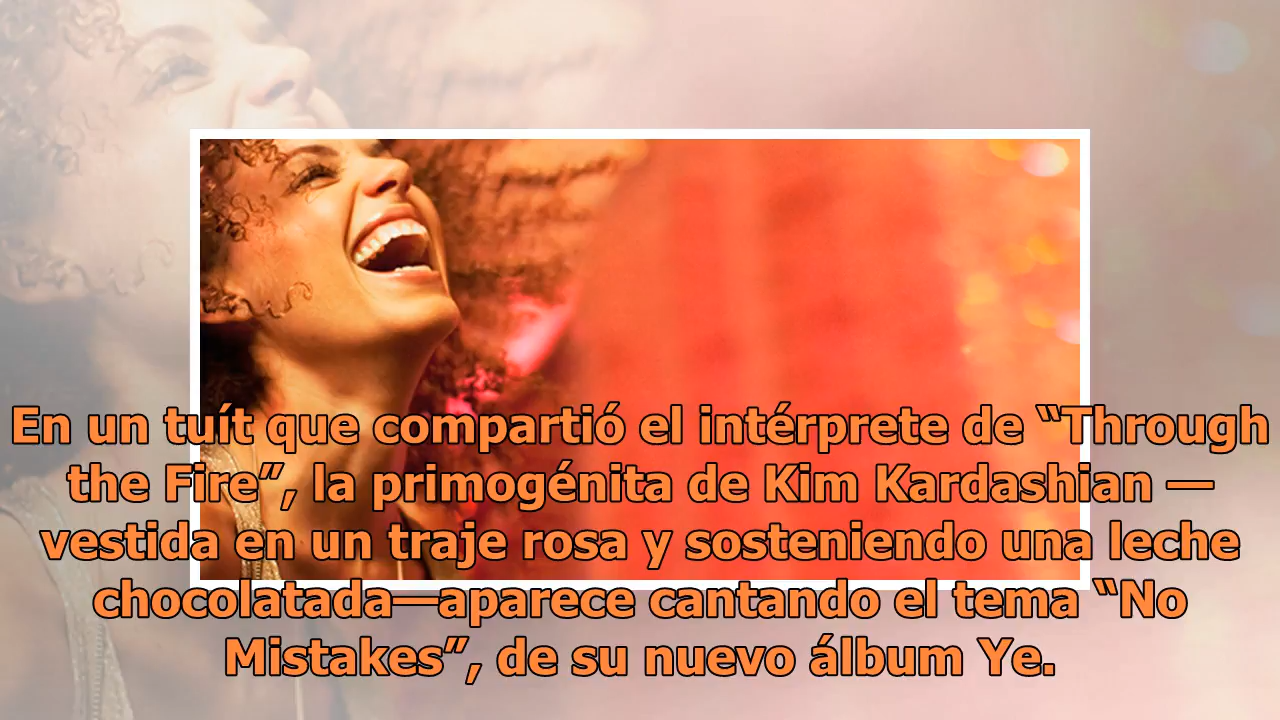 En un tuít que compartió el intérprete de “Through
the Fire”, la primogénita de Kim Kardashian —
vestida en un traje rosa y sosteniendo una leche
chocolatada—aparece cantando el tema “No
Mistakes”, de su nuevo álbum Ye.